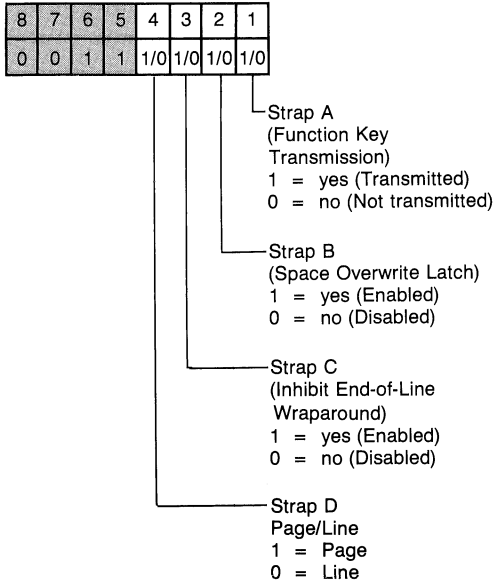 8 7 6 5 4 3 2 1
0 0 1 1 1/0 1/0 1/0 1/0
Strap A
(Function Key
Transmission)
1 = yes (Transmitted)
0 = no (Not transmitted)
Strap B
(Space Overwrite Latch)
1 = yes (Enabled)
0 = no (Disabled)
Strap C
(Inhibit End-of-Line
Wraparound)
1 = yes (Enabled)
0 = no (Disabled)
Strap D
Page/Line
1 = Page
0 = Line